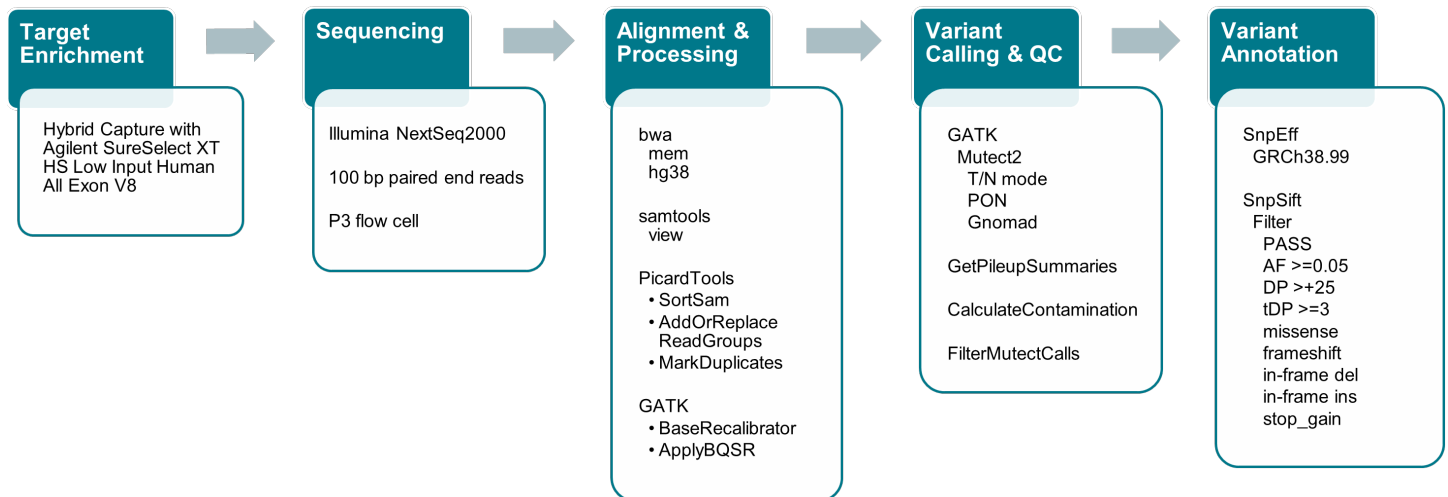 Target
Enrichment
Hybrid Capture with
Agilent SureSelect XT
HS Low Input Human
All Exon V8
Sequencing
Illumina NextSeq2000
100 bp paired end reads
P3 flow cell
Alignment &
Processing
bwa
mem
hg38
samtools
view
PicardTools
• SortSam
• AddOrReplace
ReadGroups
• MarkDuplicates
GATK
• BaseRecalibrator
• ApplyBQSR
Variant
Calling & QC
GATK
Mutect2
T/N mode
PON
Gnomad
GetPileupSummaries
CalculateContamination
FilterMutectCalls
Variant
Annotation
SnpEff
GRCh38.99
SnpSift
Filter
PASS
AF >=0.05
DP >+25
tDP >=3
missense
frameshift
in-frame del
in-frame ins
stop_gain